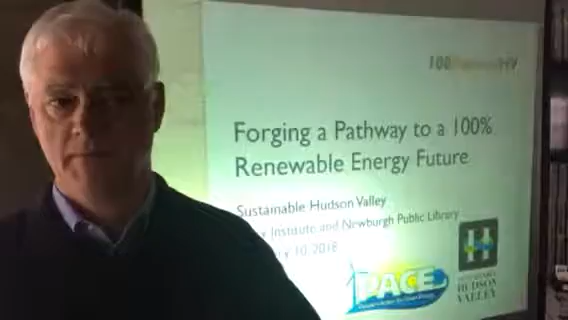 100
HV
Forging a Pathway to a 100%
Renewable Energy Future
Sustainable Hudson Valley
Institute and Newburgh Public Library
10, 2018
PACE
H
HUDSON
VALLEY